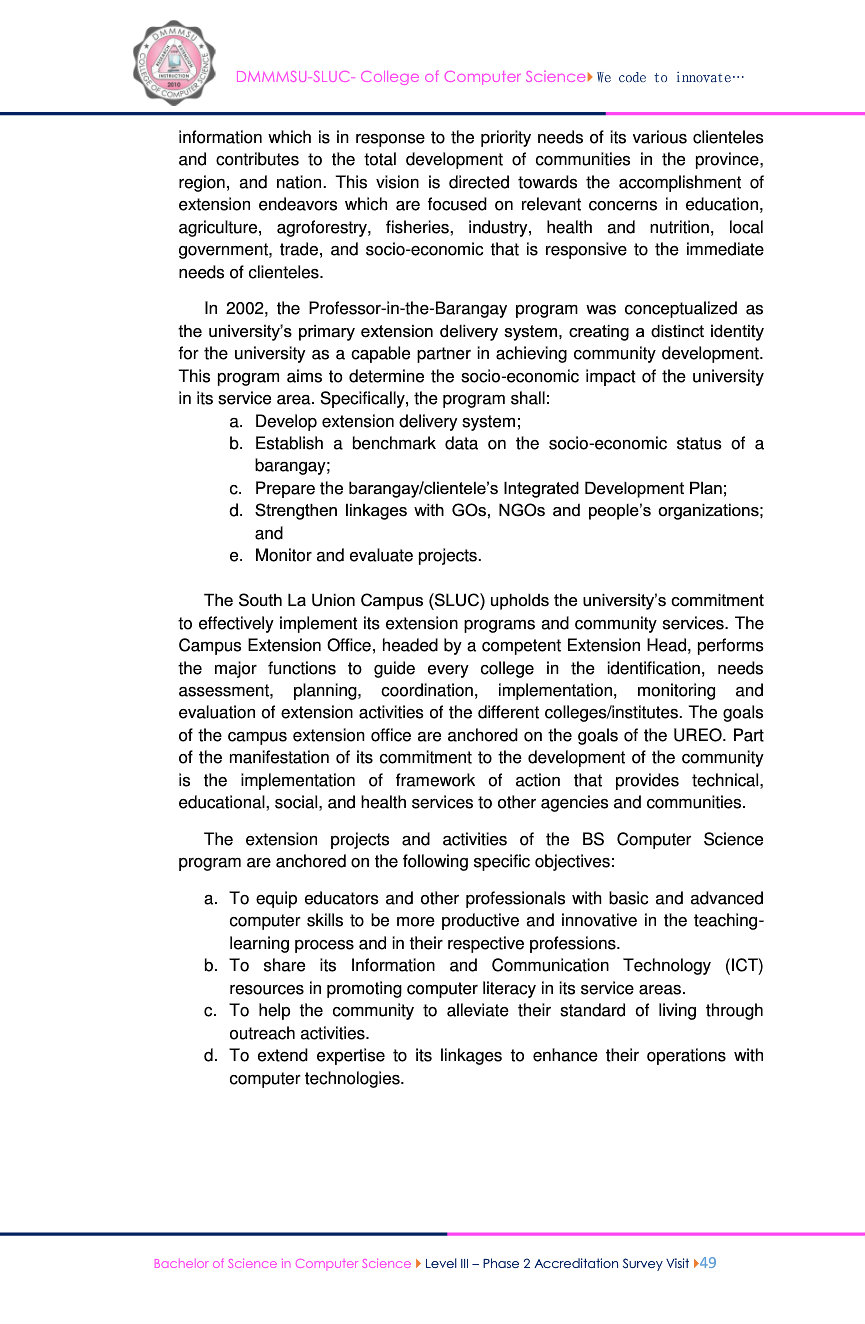 DMMMSU
COLLEGE OF COMPUTER SCIENCE
RESEARCH
EXTENSION
INSTRUCTION
2010
DMMMSU-SLUC- College of Computer Science We code to innovate…
information which is in response to the priority needs of its various clienteles
and contributes to the total development of communities in the province,
region, and nation. This vision is directed towards the accomplishment of
extension endeavors which are focused on relevant concerns in education,
agriculture, agroforestry, fisheries, industry, health and nutrition, local
government, trade, and socio-economic that is responsive to the immediate
needs of clienteles.
In 2002, the Professor-in-the-Barangay program was conceptualized as
the university’s primary extension delivery system, creating a distinct identity
for the university as a capable partner in achieving community development.
This program aims to determine the socio-economic impact of the university
in its service area. Specifically, the program shall:
a. Develop extension delivery system;
b. Establish a benchmark data on the socio-economic status of a
barangay;
c. Prepare the barangay/clientele’s Integrated Development Plan;
d. Strengthen linkages with GOs, NGOs and people’s organizations;
and
e. Monitor and evaluate projects.
The South La Union Campus (SLUC) upholds the university’s commitment
to effectively implement its extension programs and community services. The
Campus Extension Office, headed by a competent Extension Head, performs
the major functions to guide every college in the identification, needs
assessment, planning, coordination, implementation, monitoring and
evaluation of extension activities of the different colleges/institutes. The goals
of the campus extension office are anchored on the goals of the UREO. Part
of the manifestation of its commitment to the development of the community
is the implementation of framework of action that provides technical,
educational, social, and health services to other agencies and communities.
The extension projects and activities of the BS Computer Science
program are anchored on the following specific objectives:
a. To equip educators and other professionals with basic and advanced
computer skills to be more productive and innovative in the teaching-
learning process and in their respective professions.
b. To share its Information and Communication Technology (ICT)
resources in promoting computer literacy in its service areas.
c. To help the community to alleviate their standard of living through
outreach activities.
d. To extend expertise to its linkages to enhance their operations with
computer technologies.
Bachelor of Science in Computer Science Level III – Phase 2 Accreditation Survey Visit 49